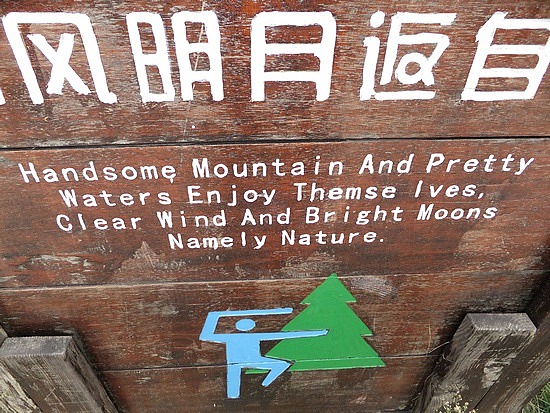 风明月返自
Handsome Mountain And Pretty
Waters Enjoy Themse lves,
Clear Wind And Bright Moons
Namely Nature.